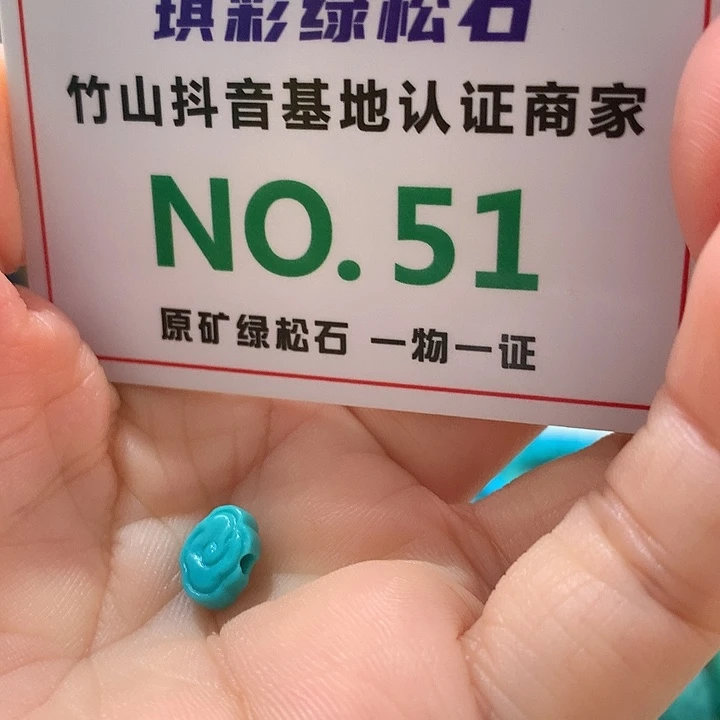 琪彩绿松石
竹山抖音基地认证商家
NO.51
原矿绿松石 一物一证